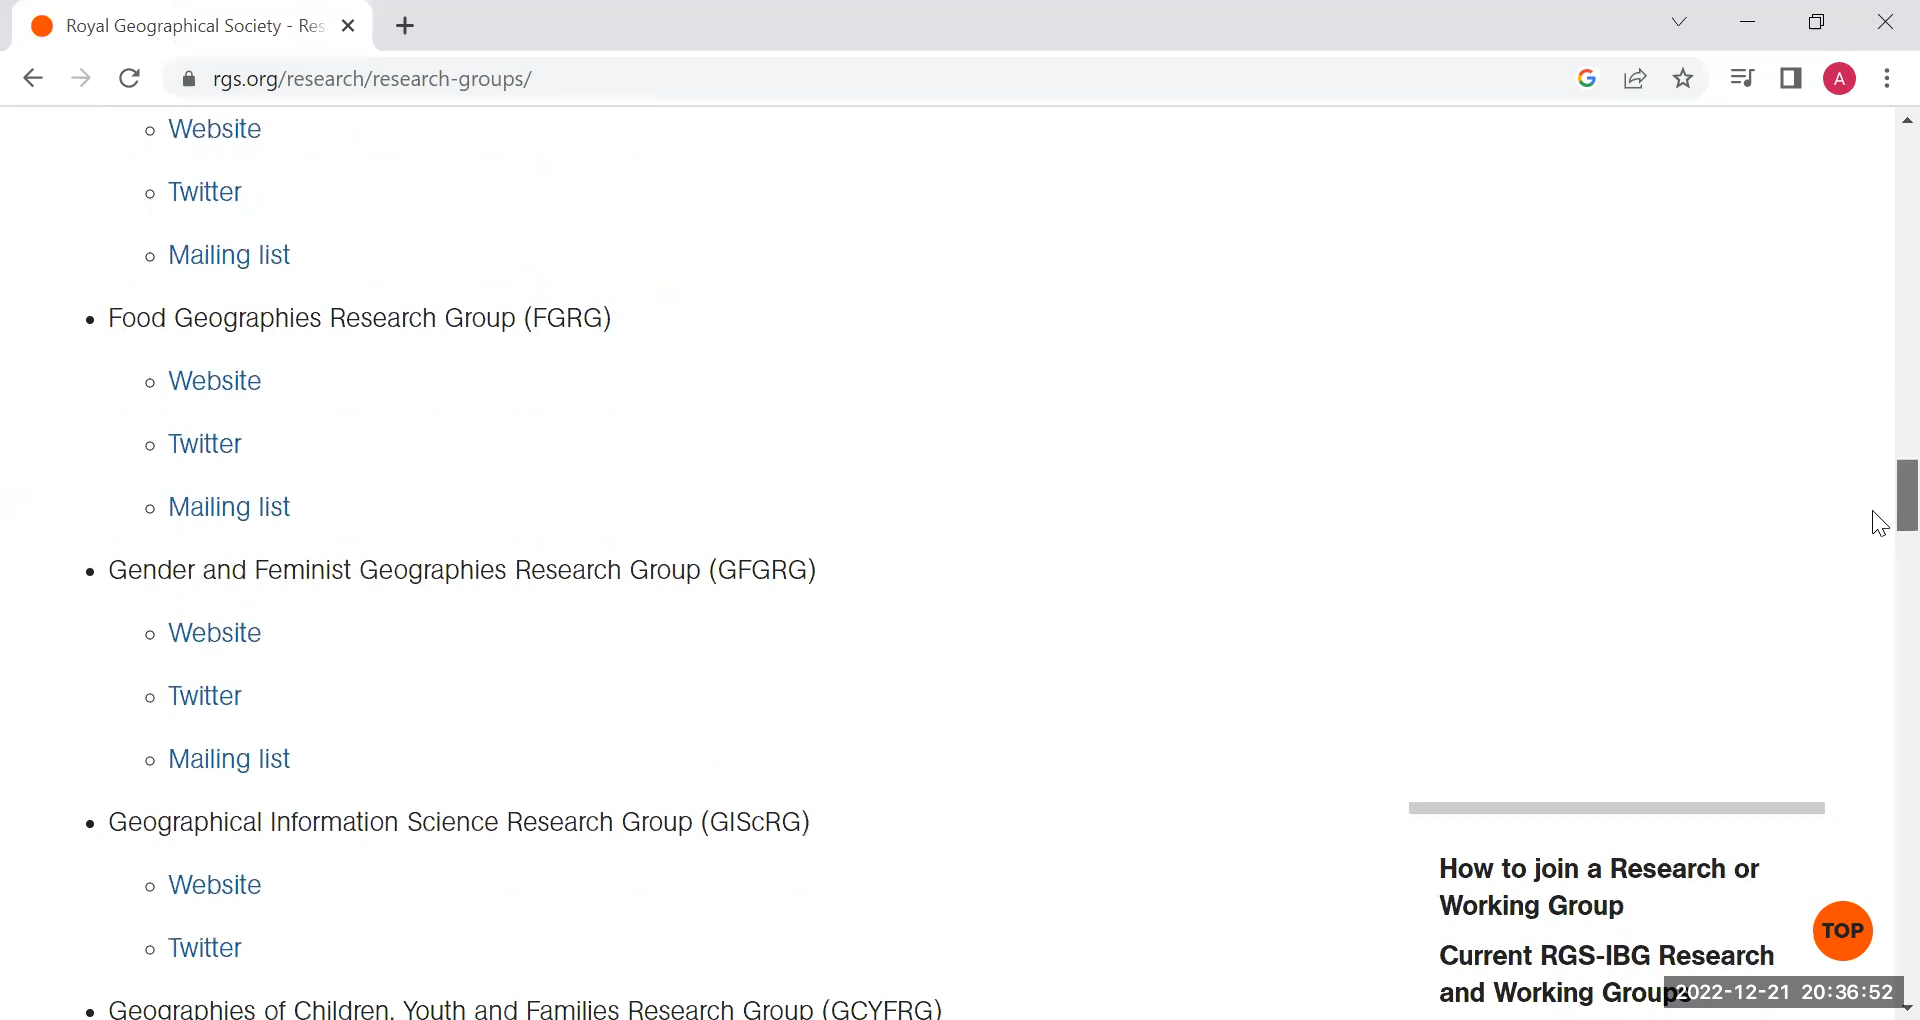 Royal Geographical Society - Res
rgs.org/research/research-groups/
A
Website
Twitter
Mailing list
Food Geographies Research Group (FGRG)
Website
Twitter
Mailing list
Gender and Feminist Geographies Research Group (GFGRG)
Website
Twitter
Mailing list
Geographical Information Science Research Group (GIScRG)
Website
Twitter
Geographies of Children, Youth and Families Research Group (GCYFRG)
How to join a Research or
Working Group
TOP
Current RGS-IBG Research
and Working Groups
2022-12-21 20:36:52